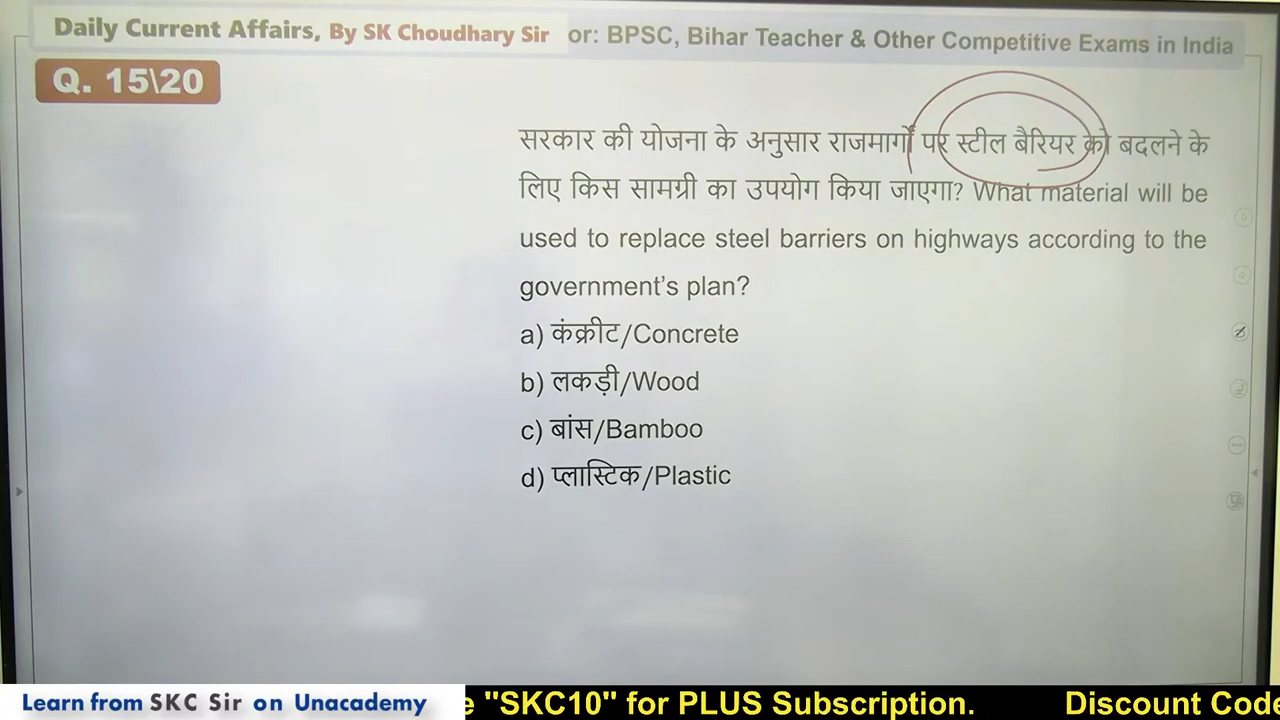 Daily Current Affairs, By SK Choudhary Sir or: BPSC, Bihar Teacher & Other Competitive Exams in India
Q. 15\20
सरकार की योजना के अनुसार राजमार्गों पर स्टील बैरियर को बदलने के
लिए किस सामग्री का उपयोग किया जाएगा? What material will be
used to replace steel barriers on highways according to the
government's plan?
a) कंक्रीट/Concrete
b) लकड़ी/Wood
c) बांस/Bamboo
d) प्लास्टिक/Plastic
Learn from SKC Sir on Unacademy
"SKC10" for PLUS Subscription. Discount Code